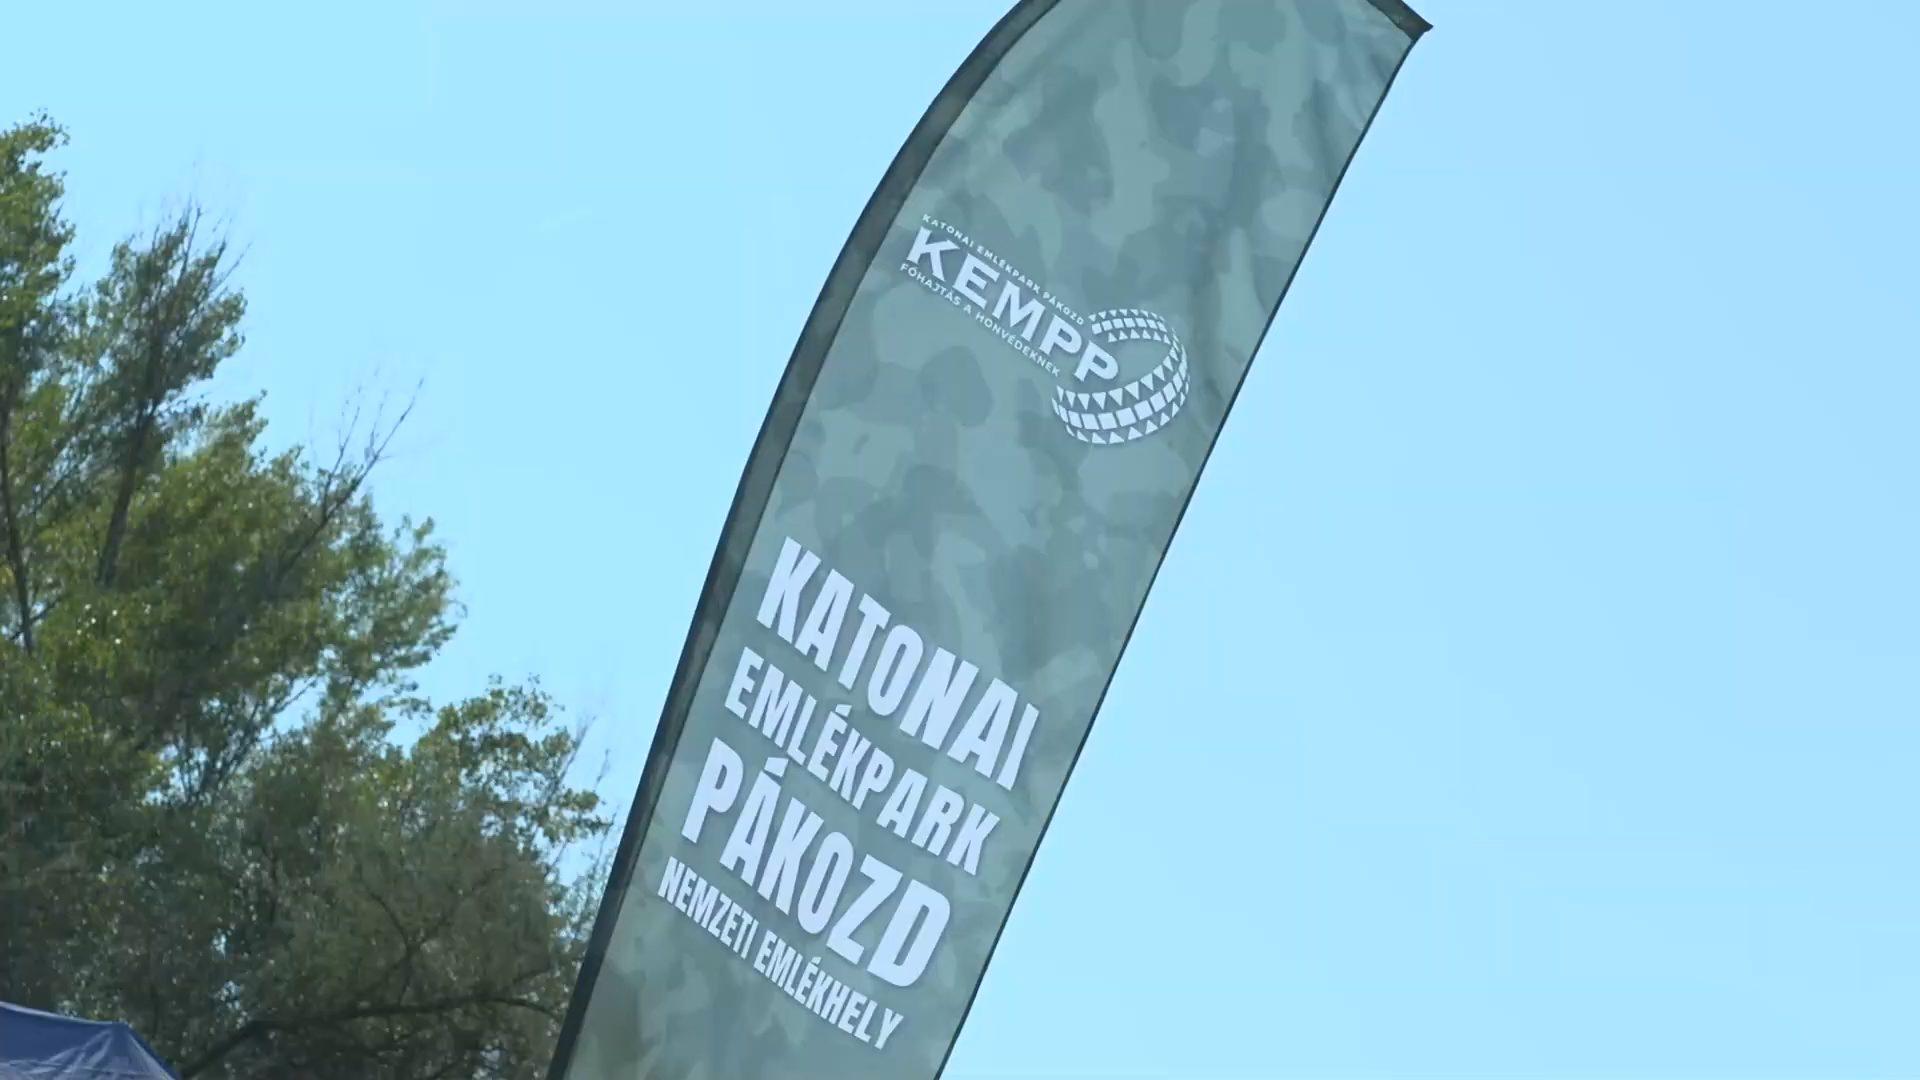 KATONAI EMLÉKPARK PÁKOZD
KEMPP
FŐHAJTÁS A HONVÉDEKNEK
KATONAI
EMLÉKPARK
PÁKOZD
NEMZETI EMLÉKHELY